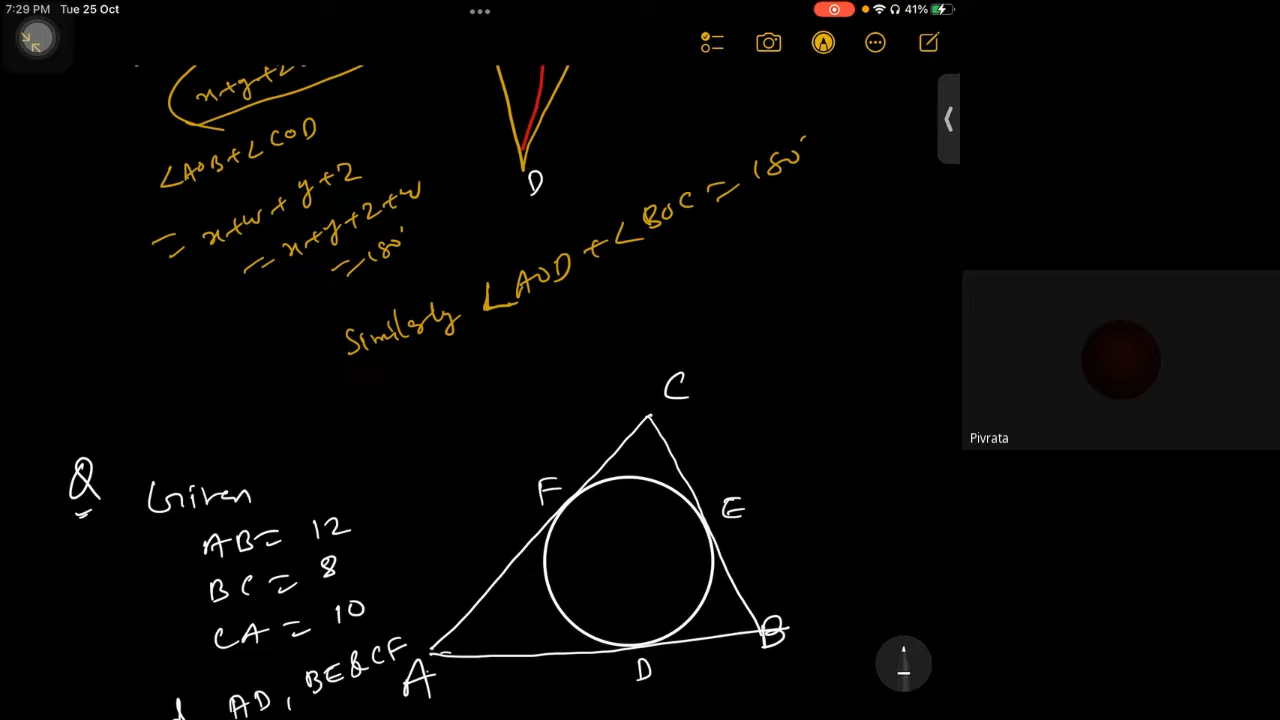 7:29 PM Tue 25 Oct
41%
x+y+z
∠AOB+∠COD
= x+w+y+z
= x+y+z+w
=180°
Similarly ∠AOD+∠BOC=180°
D
Q Given
AB= 12
BC= 8
CA= 10
AD, BE&CF
C
F
E
A
B
D
Pivrata